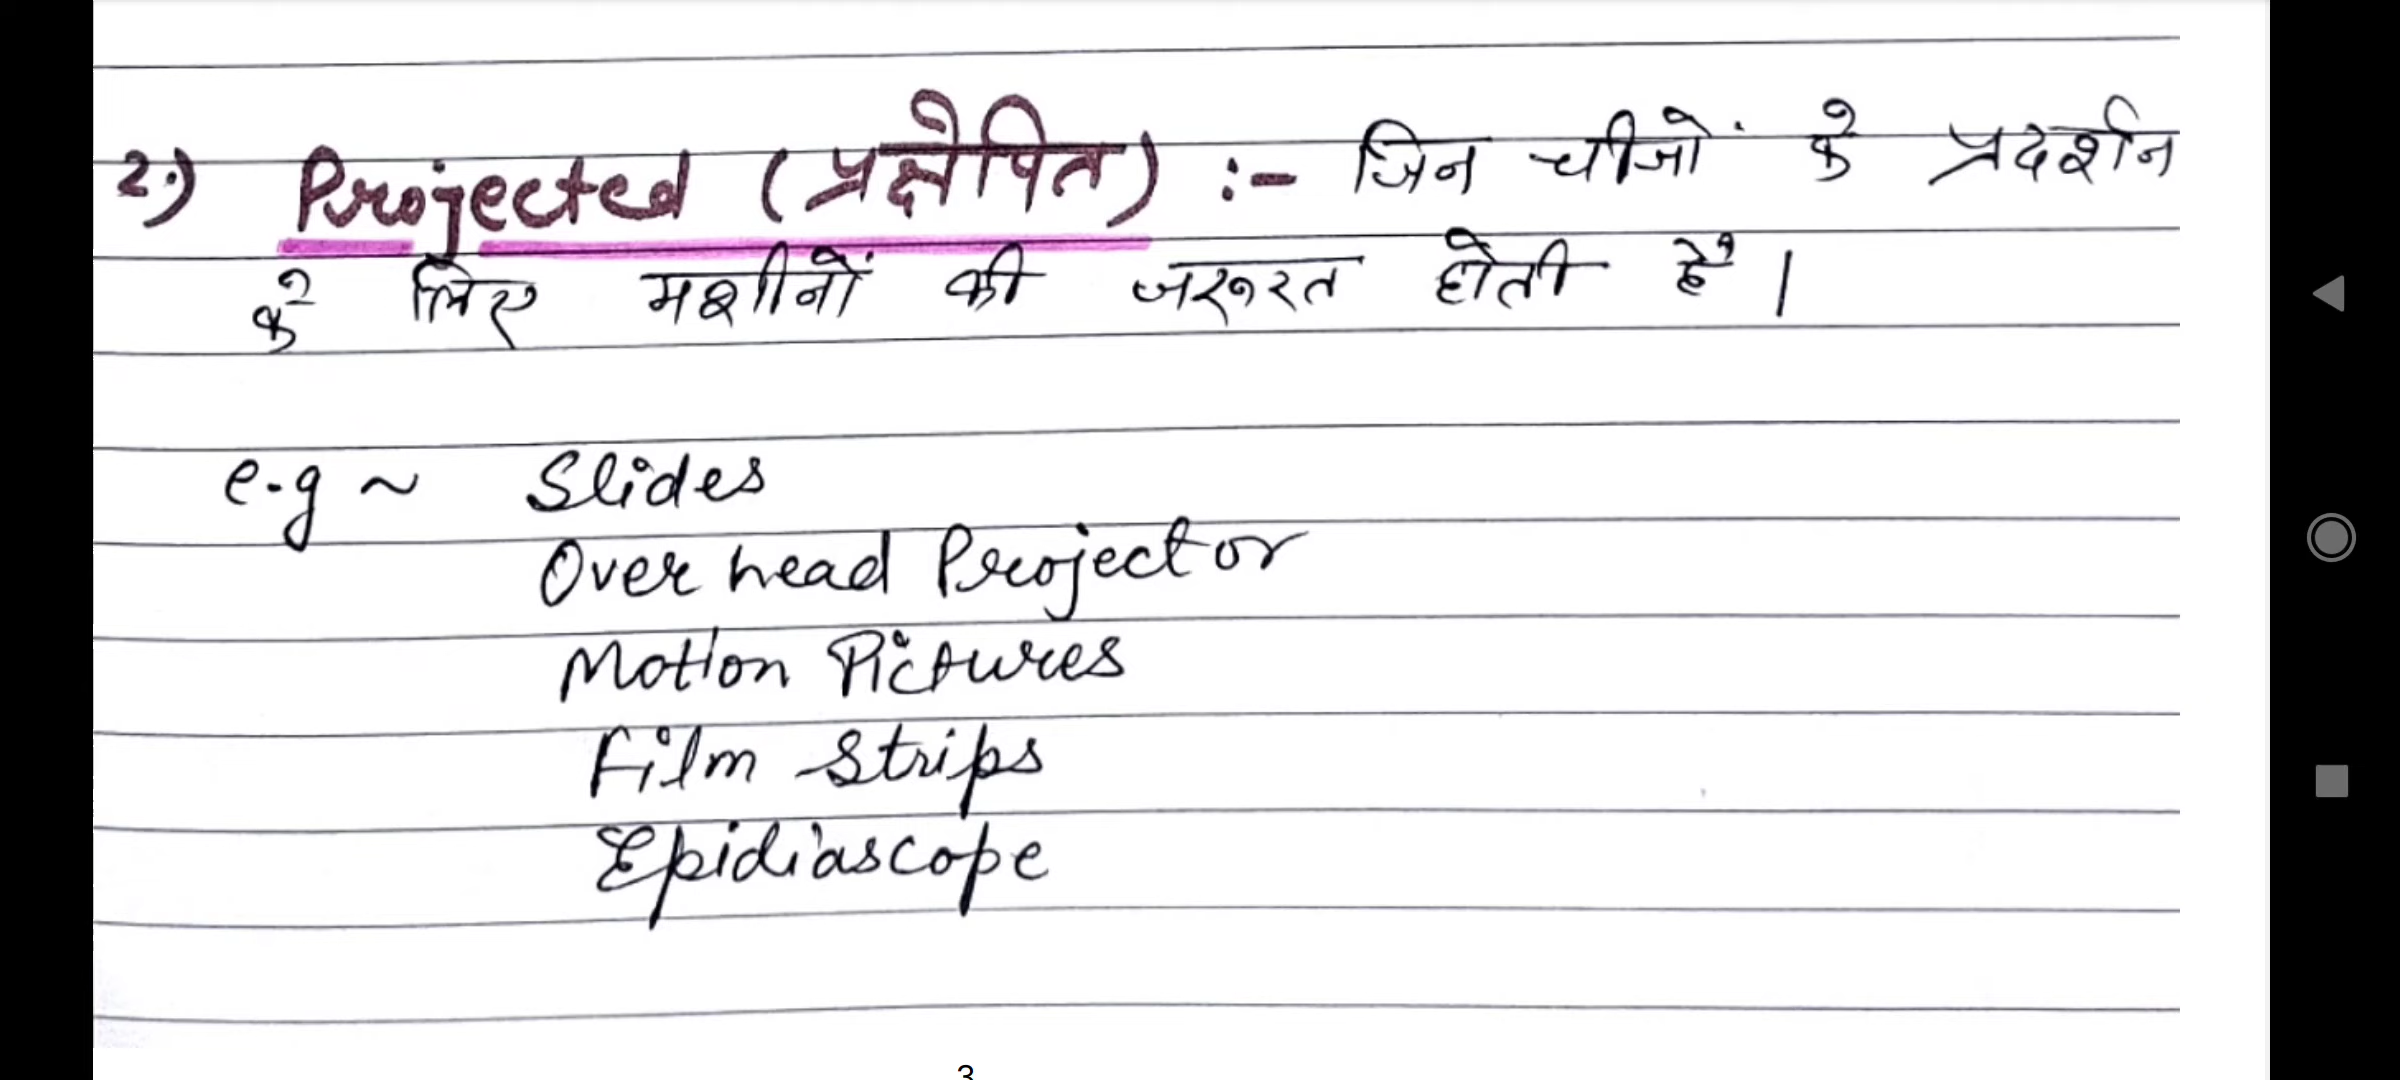 2.) Projected (प्रक्षेपित) :- जिन चीजों के प्रदर्शन
के लिए मशीनों की जरूरत होती है।
e.g ~ Slides
Over head Projector
Motion Pictures
Film Strips
Epidiascope
3